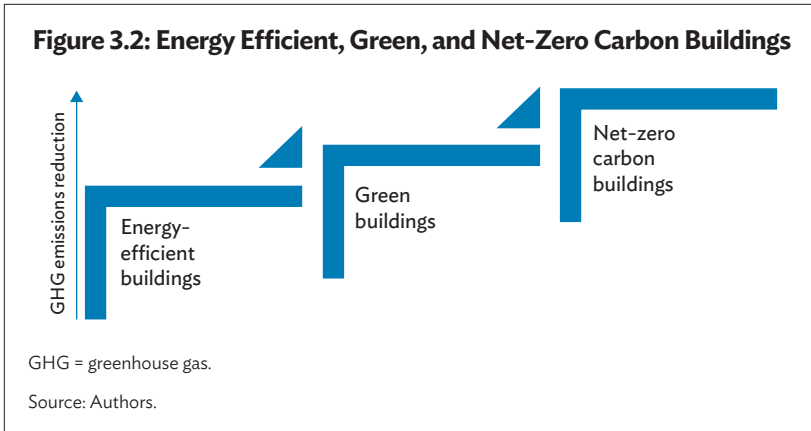 Figure 3.2: Energy Efficient, Green, and Net-Zero Carbon Buildings
GHG emissions reduction
Energy-
efficient
buildings
Green
buildings
Net-zero
carbon
buildings
GHG = greenhouse gas.
Source: Authors.